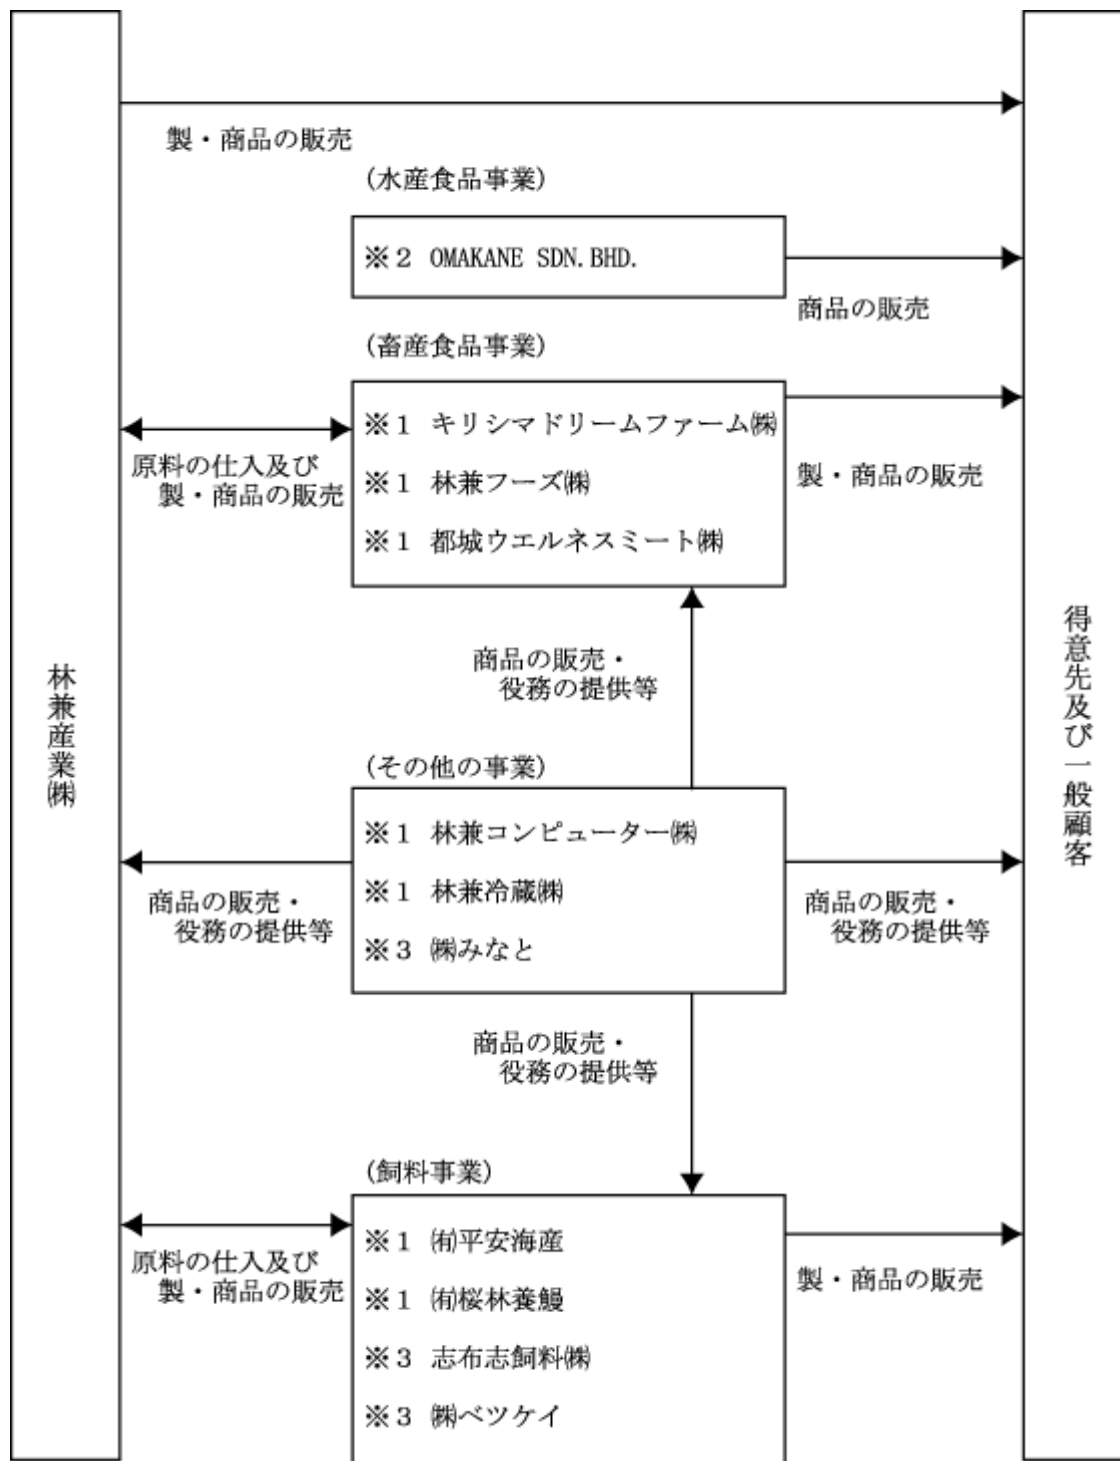 製・商品の販売
(水産食品事業)
※2 OMAKANE SDN.BHD.
商品の販売
(畜産食品事業)
※1 キリシマドリームファーム㈱
※1 林兼フーズ㈱
※1 都城ウエルネスミート㈱
原料の仕入及び
製・商品の販売
製・商品の販売
商品の販売・
役務の提供等
林兼産業㈱
得意先及び一般顧客
(その他の事業)
※1 林兼コンピューター㈱
※1 林兼冷蔵㈱
※3 ㈱みなと
商品の販売・
役務の提供等
商品の販売・
役務の提供等
商品の販売・
役務の提供等
(飼料事業)
※1 ㈲平安海産
※1 ㈲桜林養鰻
※3 志布志飼料㈱
※3 ㈱ベツケイ
原料の仕入及び
製・商品の販売
製・商品の販売